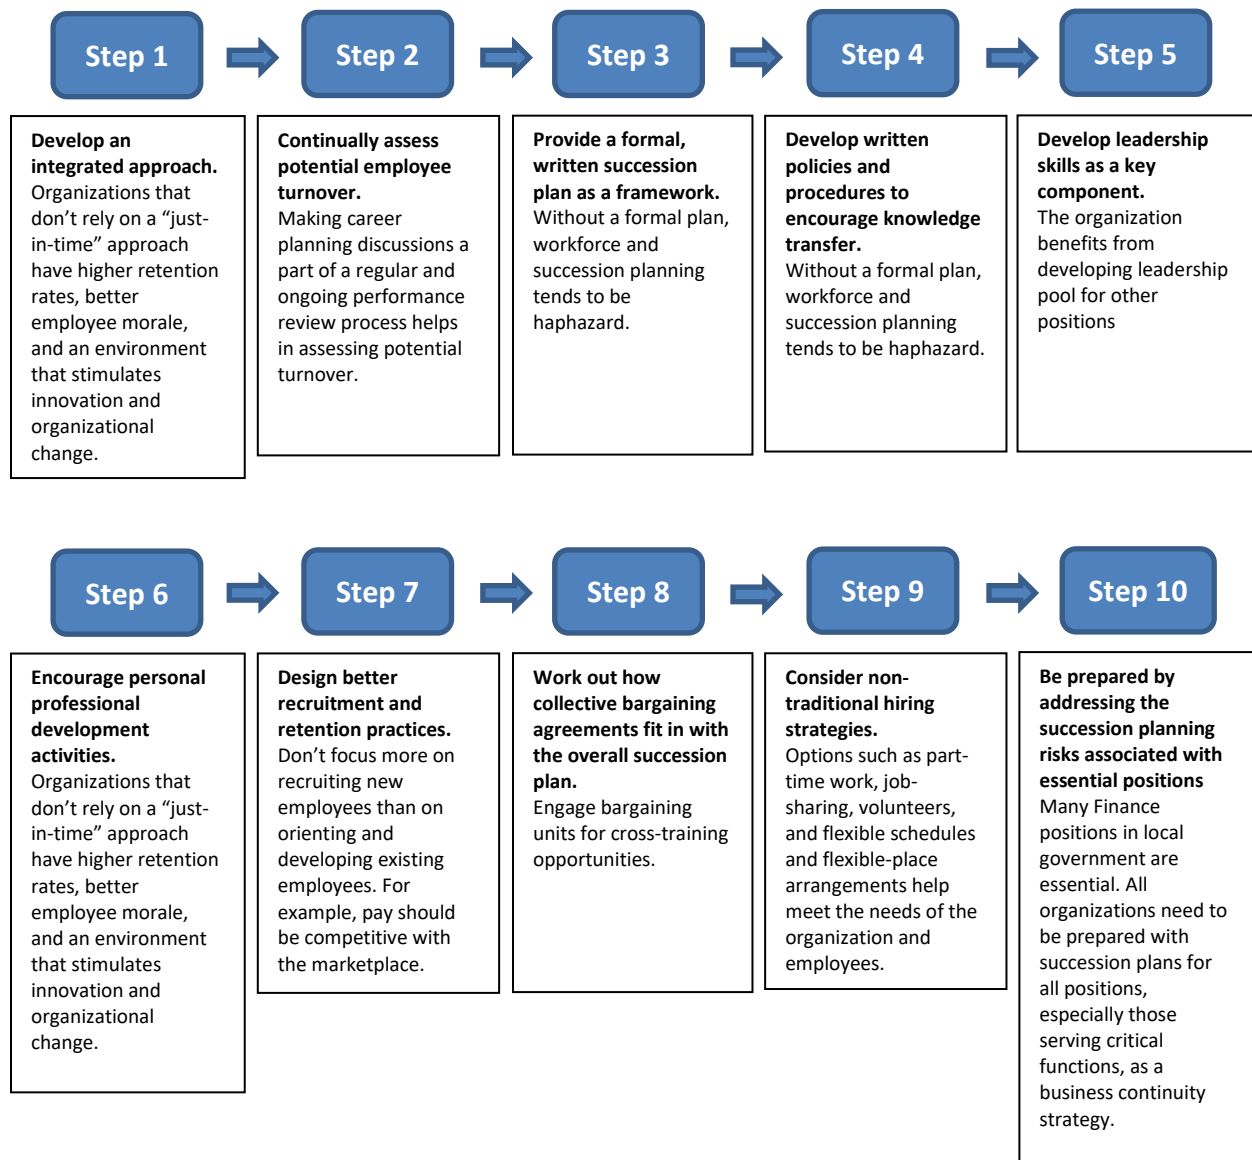 Step 1
Step 2
Step 3
Step 4
Step 5
Develop an
integrated approach.
Organizations that
don’t rely on a “just-
in-time” approach
have higher retention
rates, better
employee morale,
and an environment
that stimulates
innovation and
organizational
change.
Continually assess
potential employee
turnover.
Making career
planning discussions a
part of a regular and
ongoing performance
review process helps
in assessing potential
turnover.
Provide a formal,
written succession
plan as a framework.
Without a formal plan,
workforce and
succession planning
tends to be
haphazard.
Develop written
policies and
procedures to
encourage knowledge
transfer.
Without a formal plan,
workforce and
succession planning
tends to be haphazard.
Develop leadership
skills as a key
component.
The organization
benefits from
developing leadership
pool for other
positions
Step 6
Step 7
Step 8
Step 9
Step 10
Encourage personal
professional
development
activities.
Organizations that
don’t rely on a “just-
in-time” approach
have higher retention
rates, better
employee morale,
and an environment
that stimulates
innovation and
organizational
change.
Design better
recruitment and
retention practices.
Don’t focus more on
recruiting new
employees than on
orienting and
developing existing
employees. For
example, pay should
be competitive with
the marketplace.
Work out how
collective bargaining
agreements fit in with
the overall succession
plan.
Engage bargaining
units for cross-training
opportunities.
Consider non-
traditional hiring
strategies.
Options such as part-
time work, job-
sharing, volunteers,
and flexible schedules
and flexible-place
arrangements help
meet the needs of the
organization and
employees.
Be prepared by
addressing the
succession planning
risks associated with
essential positions
Many Finance
positions in local
government are
essential. All
organizations need to
be prepared with
succession plans for
all positions,
especially those
serving critical
functions, as a
business continuity
strategy.